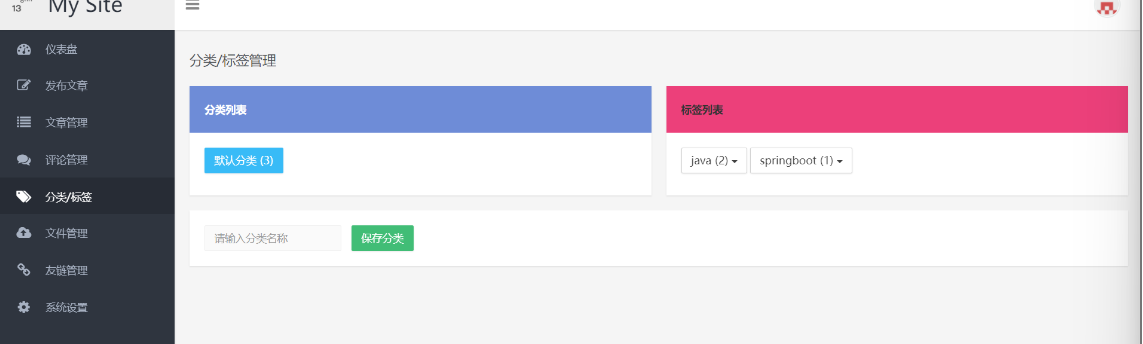 13
My Site
仪表盘
发布文章
文章管理
评论管理
分类/标签
文件管理
友链管理
系统设置
分类/标签管理
分类列表
默认分类 (3)
标签列表
java (2) springboot (1)
请输入分类名称 保存分类